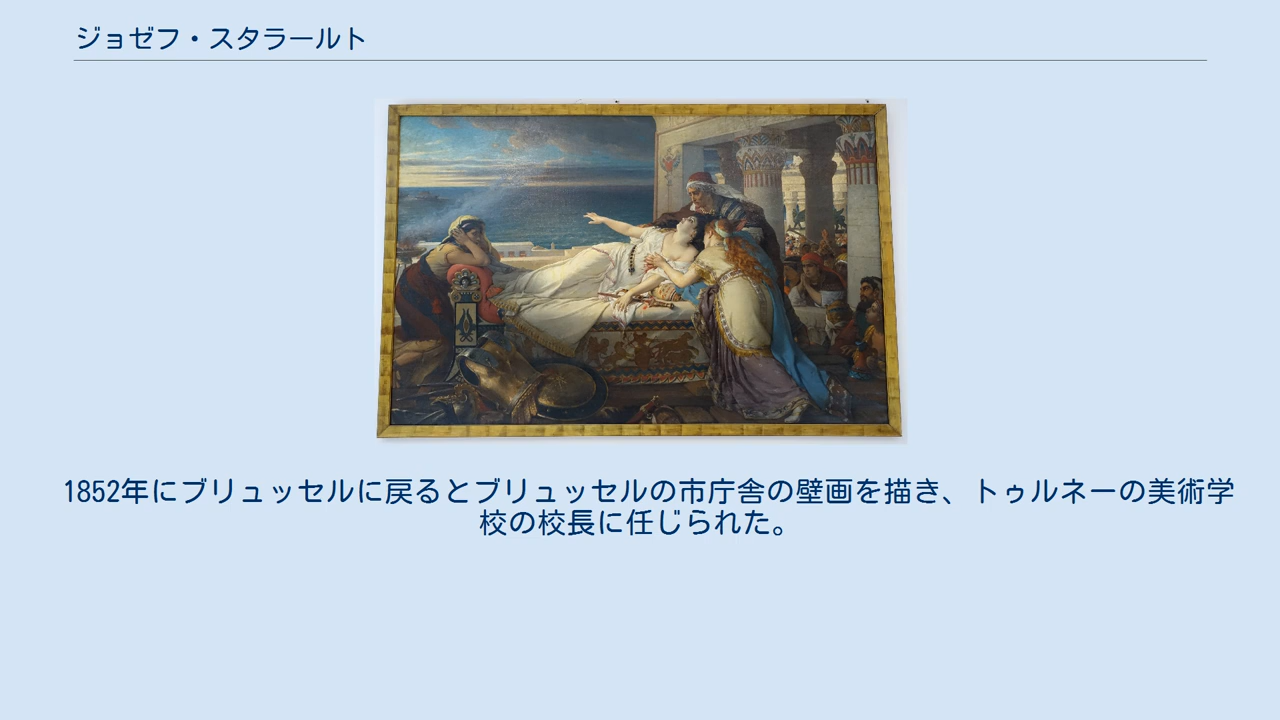 ジョゼフ・スタラールト
1852年にブリュッセルに戻るとブリュッセルの市庁舎の壁画を描き、トゥルネーの美術学
校の校長に任じられた。